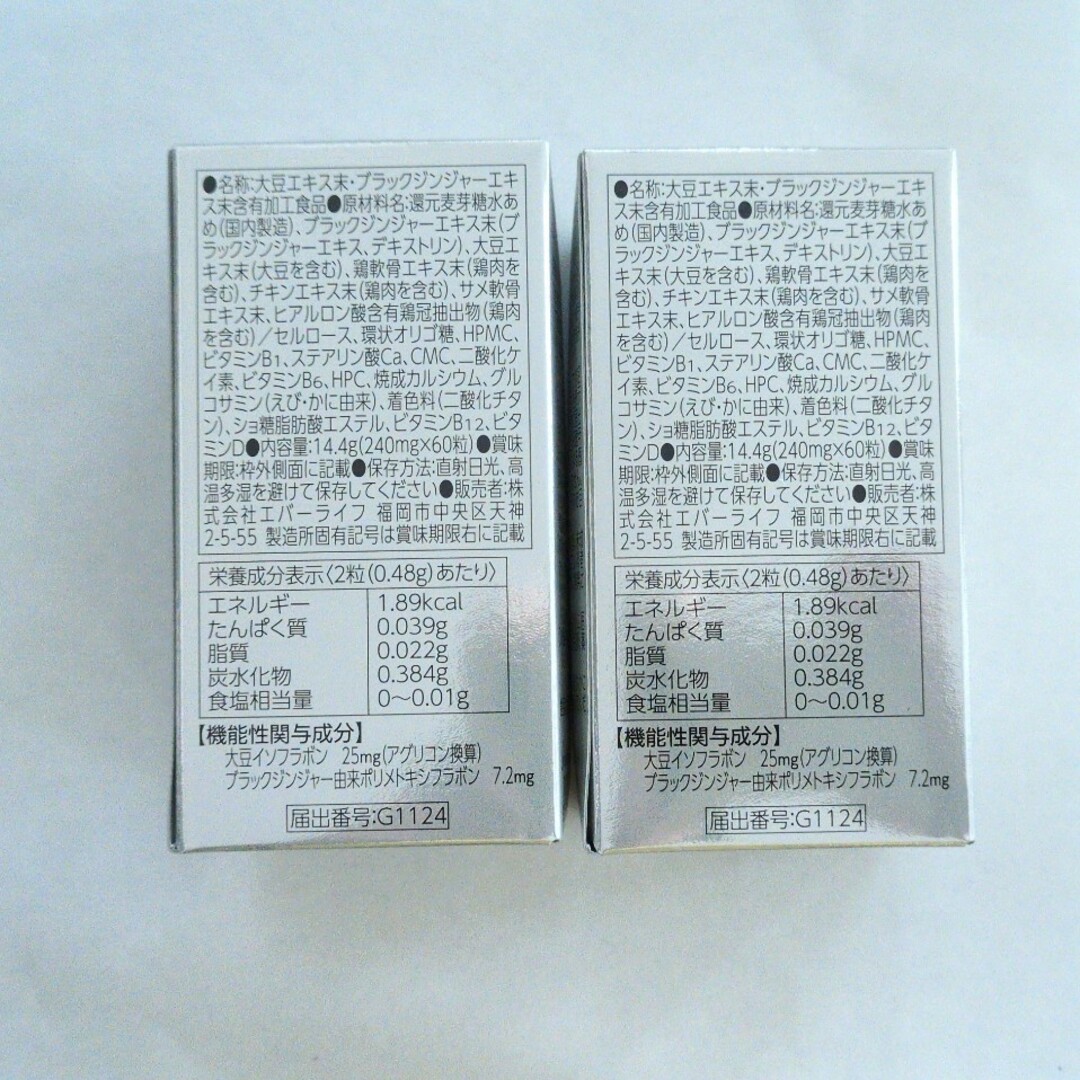 ●名称:大豆エキス末・ブラックジンジャーエキ
ス末含有加工食品●原材料名:還元麦芽糖水あ
め(国内製造)、ブラックジンジャーエキス末(ブ
ラックジンジャーエキス、デキストリン)、大豆エ
キス末(大豆を含む)、鶏軟骨エキス末(鶏肉を
含む)、チキンエキス末(鶏肉を含む)、サメ軟骨
エキス末、ヒアルロン酸含有鶏冠抽出物(鶏肉
を含む)/セルロース、環状オリゴ糖、HPMC、
ビタミンB1、ステアリン酸Ca、CMC、二酸化ケ
イ素、ビタミンB6、HPC、焼成カルシウム、グル
コサミン(えび・かに由来)、着色料(二酸化チタ
ン)、ショ糖脂肪酸エステル、ビタミンB12、ビタ
ミンD●内容量:14.4g(240mg×60粒)●賞味
期限:枠外側面に記載●保存方法:直射日光、高
温多湿を避けて保存してください●販売者:株
式会社エバーライフ 福岡市中央区天神
2-5-55 製造所固有記号は賞味期限右に記載
栄養成分表示〈2粒(0.48g)あたり〉
エネルギー 1.89kcal
たんぱく質 0.039g
脂質 0.022g
炭水化物 0.384g
食塩相当量 0〜0.01g
【機能性関与成分】
大豆イソフラボン 25mg(アグリコン換算)
ブラックジンジャー由来ポリメトキシフラボン 7.2mg
届出番号:G1124
●名称:大豆エキス末・ブラックジンジャーエキ
ス末含有加工食品●原材料名:還元麦芽糖水あ
め(国内製造)、ブラックジンジャーエキス末(ブ
ラックジンジャーエキス、デキストリン)、大豆エ
キス末(大豆を含む)、鶏軟骨エキス末(鶏肉を
含む)、チキンエキス末(鶏肉を含む)、サメ軟骨
エキス末、ヒアルロン酸含有鶏冠抽出物(鶏肉
を含む)/セルロース、環状オリゴ糖、HPMC、
ビタミンB1、ステアリン酸Ca、CMC、二酸化ケ
イ素、ビタミンB6、HPC、焼成カルシウム、グル
コサミン(えび・かに由来)、着色料(二酸化チタ
ン)、ショ糖脂肪酸エステル、ビタミンB12、ビタ
ミンD●内容量:14.4g(240mg×60粒)●賞味
期限:枠外側面に記載●保存方法:直射日光、高
温多湿を避けて保存してください●販売者:株
式会社エバーライフ 福岡市中央区天神
2-5-55 製造所固有記号は賞味期限右に記載
栄養成分表示〈2粒(0.48g)あたり〉
エネルギー 1.89kcal
たんぱく質 0.039g
脂質 0.022g
炭水化物 0.384g
食塩相当量 0〜0.01g
【機能性関与成分】
大豆イソフラボン 25mg(アグリコン換算)
ブラックジンジャー由来ポリメトキシフラボン 7.2mg
届出番号:G1124